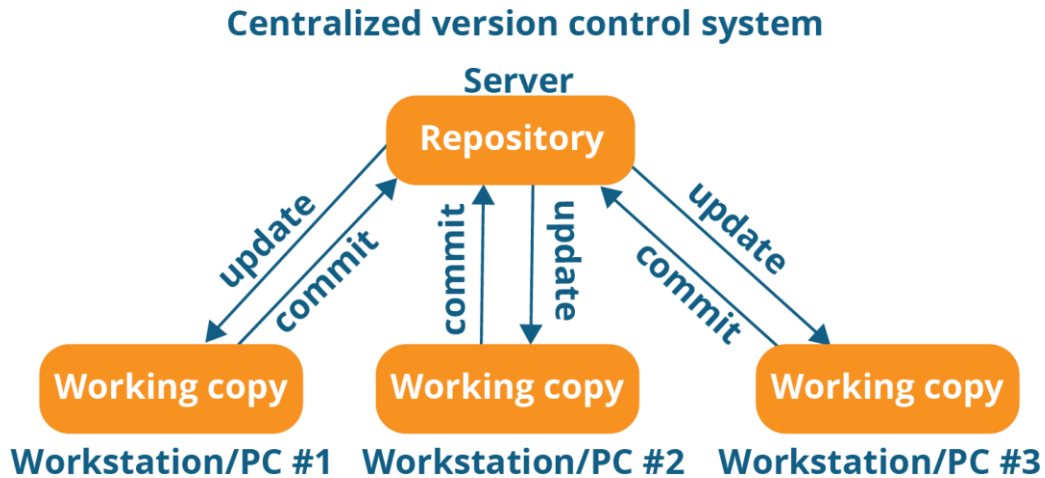 Centralized version control system
Server
Repository
update
commit
commit
update
update
commit
Working copy
Working copy
Working copy
Workstation/PC #1
Workstation/PC #2
Workstation/PC #3